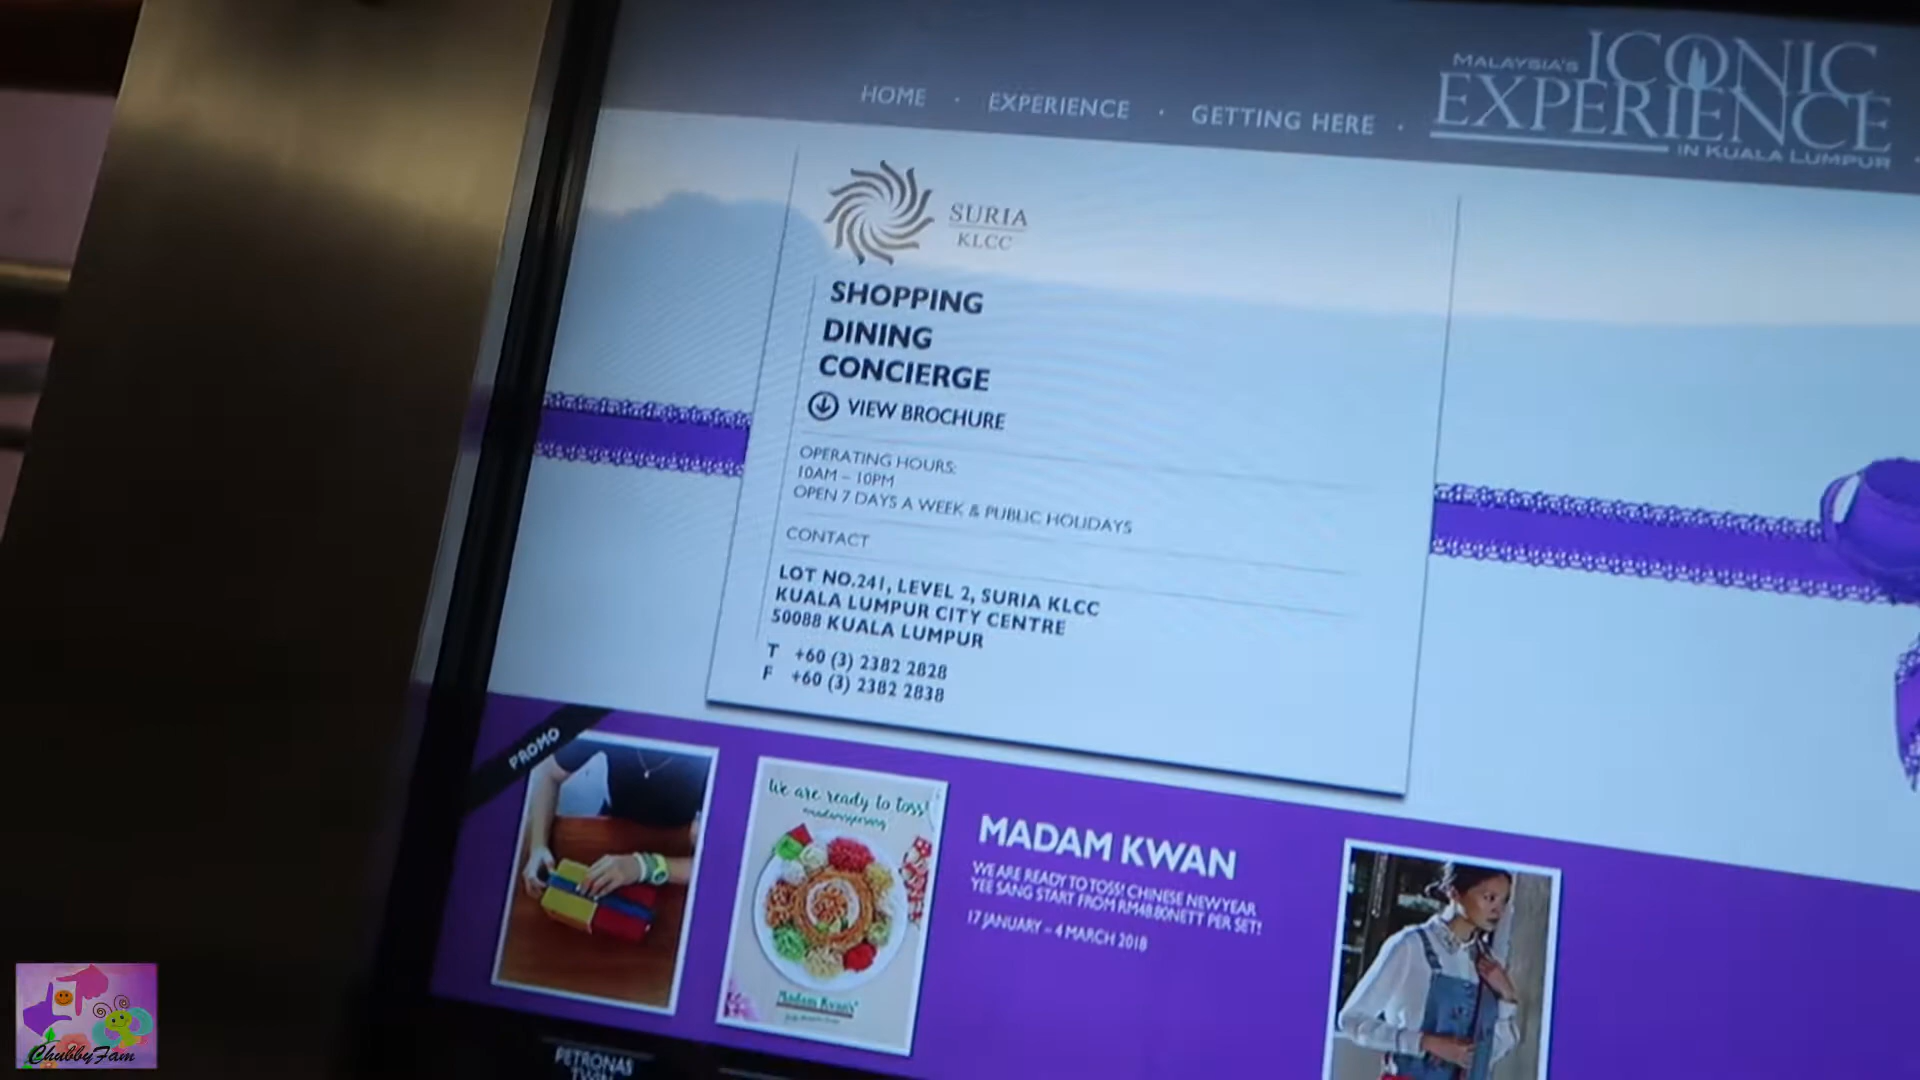 MALAYSIA'S ICONIC
EXPERIENCE
IN KUALA LUMPUR
HOME · EXPERIENCE · GETTING HERE ·
SURIA
KLCC
SHOPPING
DINING
CONCIERGE
VIEW BROCHURE
OPERATING HOURS:
10AM – 10PM
OPEN 7 DAYS A WEEK & PUBLIC HOLIDAYS
CONTACT
LOT NO.241, LEVEL 2, SURIA KLCC
KUALA LUMPUR CITY CENTRE
50088 KUALA LUMPUR
T +60 (3) 2382 2828
F +60 (3) 2382 2838
PROMO
We are ready to toss!
Madam Kwan's
MADAM KWAN
WE ARE READY TO TOSS! CHINESE NEW YEAR
YEE SANG START FROM RM48.80NETT PER SET!
17 JANUARY – 4 MARCH 2018
PETRONAS
TWIN
ChubbyFam